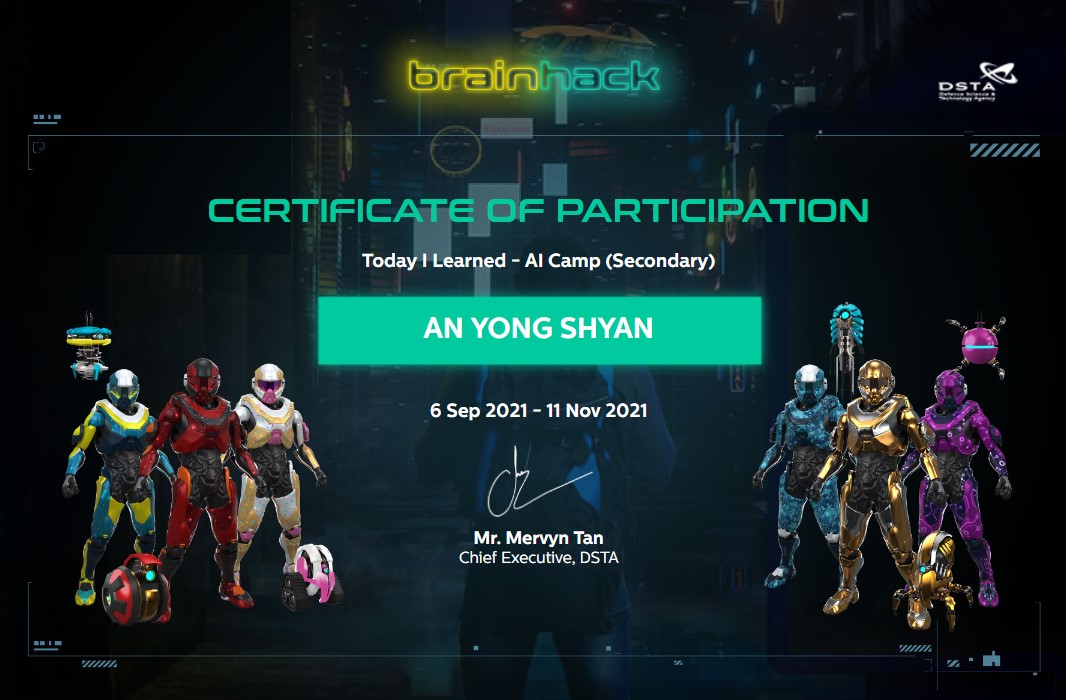 brainhack
DSTA
Defence Science &
Technology Agency
CERTIFICATE OF PARTICIPATION
Today I Learned – AI Camp (Secondary)
AN YONG SHYAN
6 Sep 2021 – 11 Nov 2021
Mr. Mervyn Tan
Chief Executive, DSTA